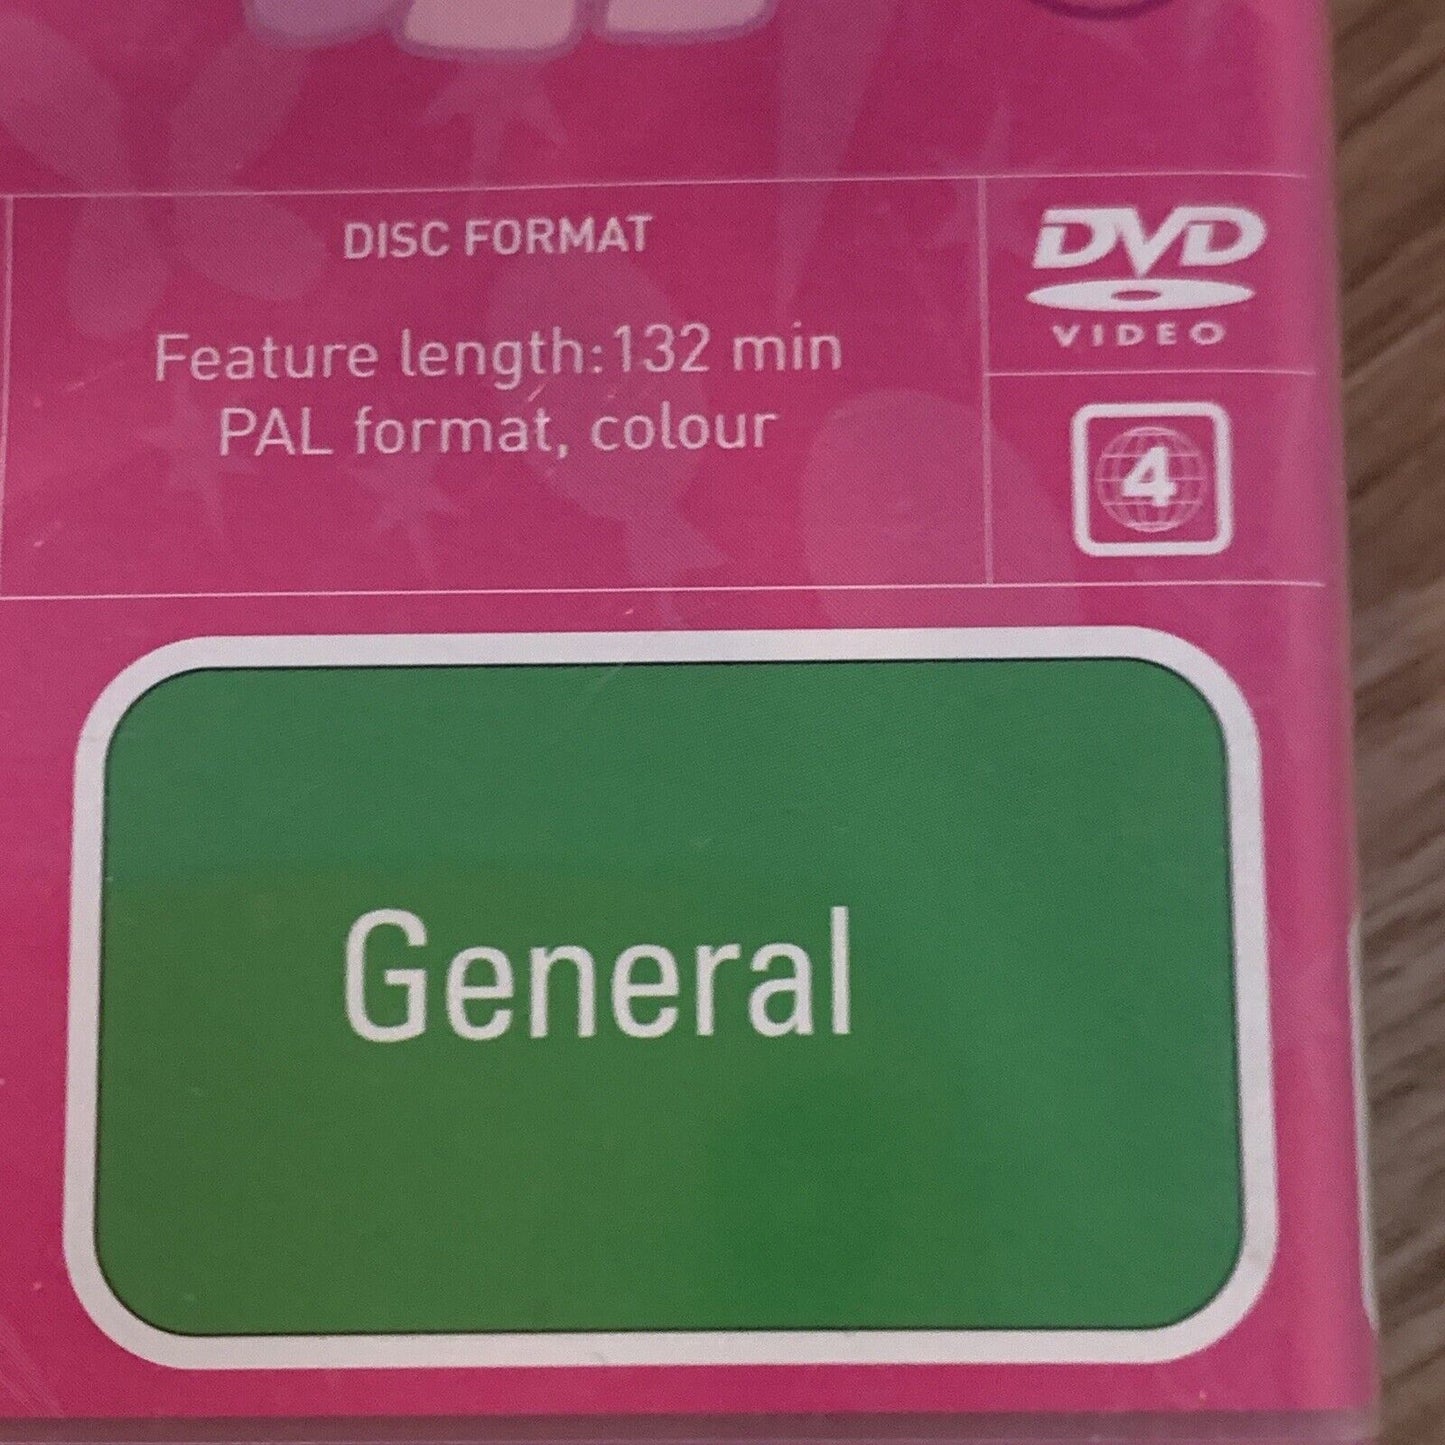 DISC FORMAT
Feature length:132 min
PAL format, colour
DVD
VIDEO
4
General